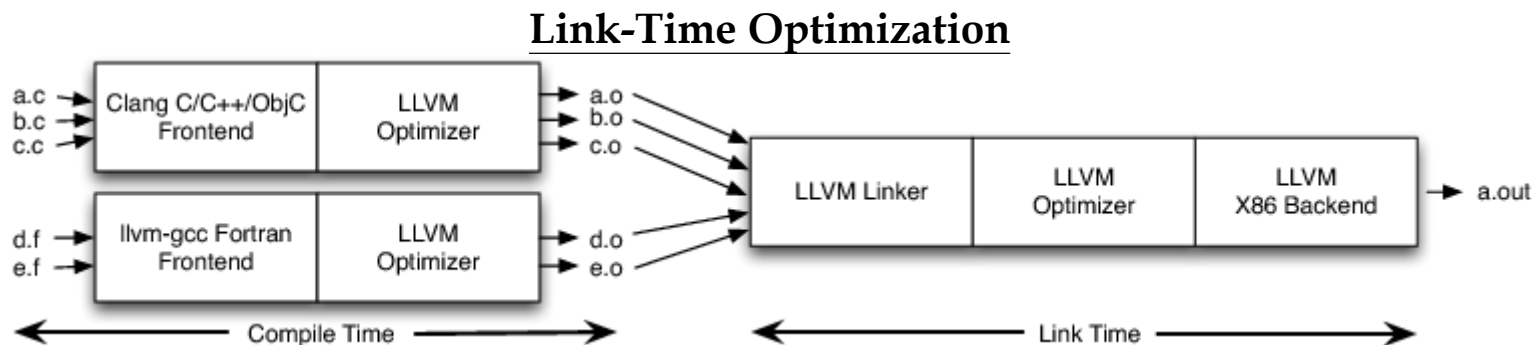 Link-Time Optimization
a.c
b.c
c.c
Clang C/C++/ObjC
Frontend
LLVM
Optimizer
a.o
b.o
c.o
d.f
e.f
llvm-gcc Fortran
Frontend
LLVM
Optimizer
d.o
e.o
LLVM Linker
LLVM
Optimizer
LLVM
X86 Backend
a.out
Compile Time
Link Time